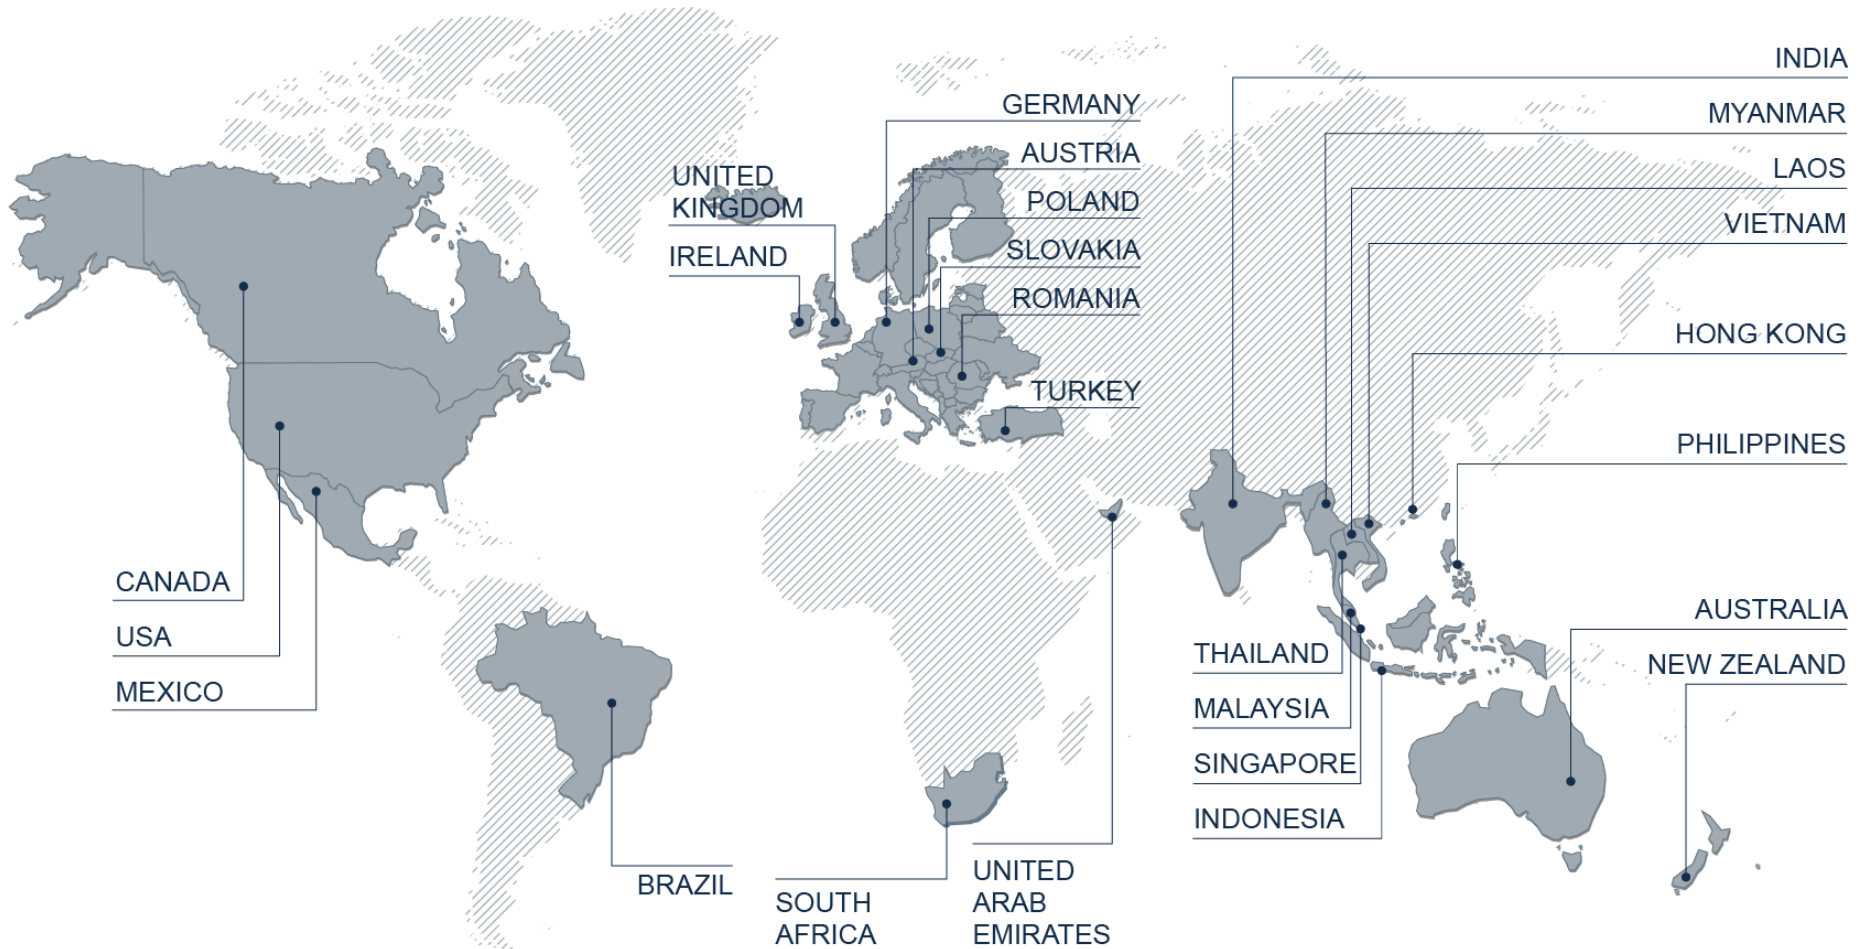 INDIA
GERMANY
MYANMAR
AUSTRIA
LAOS
UNITED
KINGDOM
POLAND
VIETNAM
IRELAND
SLOVAKIA
ROMANIA
HONG KONG
TURKEY
PHILIPPINES
CANADA
AUSTRALIA
USA
THAILAND
NEW ZEALAND
MEXICO
MALAYSIA
SINGAPORE
INDONESIA
BRAZIL
SOUTH
AFRICA
UNITED
ARAB
EMIRATES